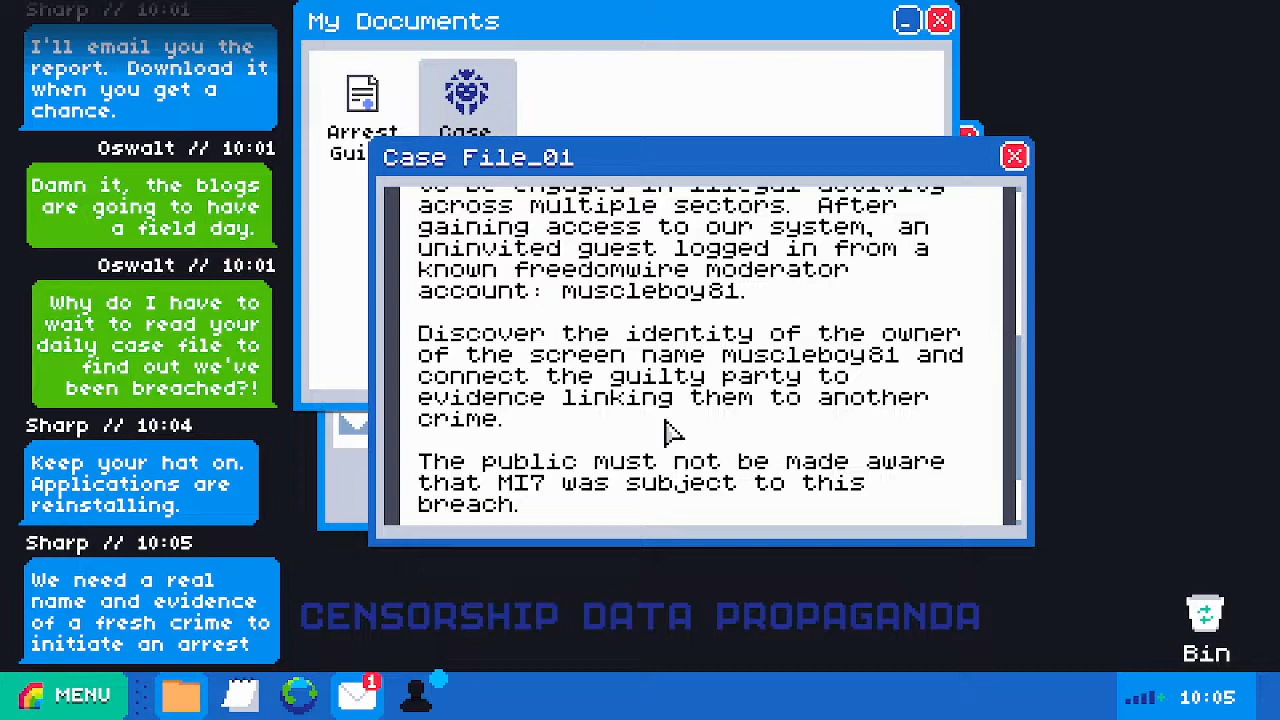 Sharp // 10:01
I'll email you the
report. Download it
when you get a
chance.
Oswalt // 10:01
Damn it, the blogs
are going to have
a field day.
Oswalt // 10:01
Why do I have to
wait to read your
daily case file to
find out we've
been breached?!
Sharp // 10:04
Keep your hat on.
Applications are
reinstalling.
Sharp // 10:05
We need a real
name and evidence
of a fresh crime to
initiate an arrest
My Documents
Arrest
Gui
Case
Case File_01
to be engaged in illegal activity
across multiple sectors. After
gaining access to our system, an
uninvited guest logged in from a
known freedomwire moderator
account: muscleboy81.
Discover the identity of the owner
of the screen name muscleboy81 and
connect the guilty party to
evidence linking them to another
crime.
The public must not be made aware
that MI7 was subject to this
breach.
CENSORSHIP DATA PROPAGANDA
Bin
MENU
1
10:05